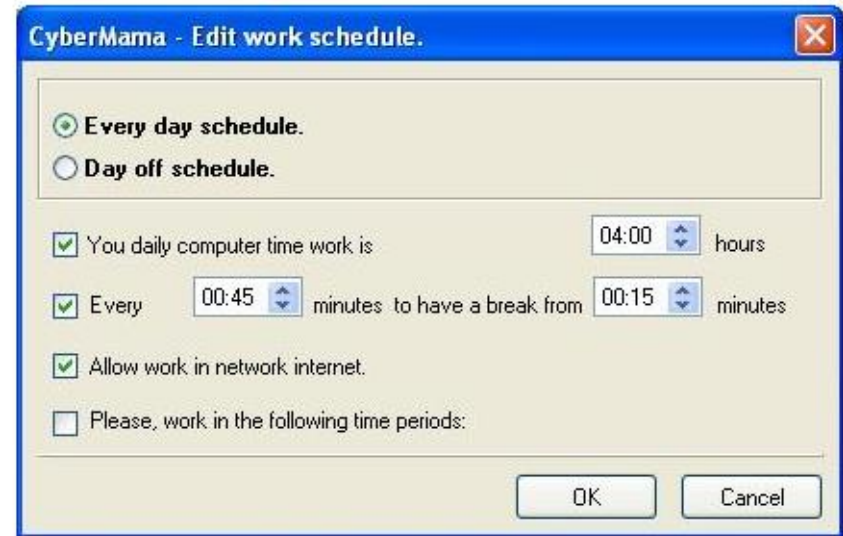 CyberMama - Edit work schedule.
Every day schedule.
Day off schedule.
You daily computer time work is 04:00 hours
Every 00:45 minutes to have a break from 00:15 minutes
Allow work in network internet.
Please, work in the following time periods:
OK Cancel